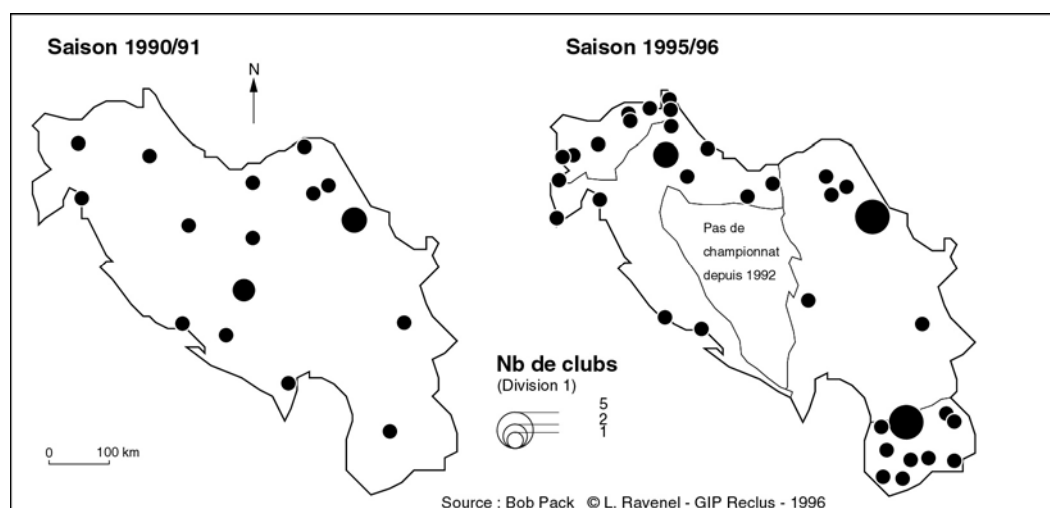 Saison 1990/91
Saison 1995/96
N
Pas de
championnat
depuis 1992
Nb de clubs
(Division 1)
5
2
1
0 100 km
Source : Bob Pack © L. Ravenel - GIP Reclus - 1996